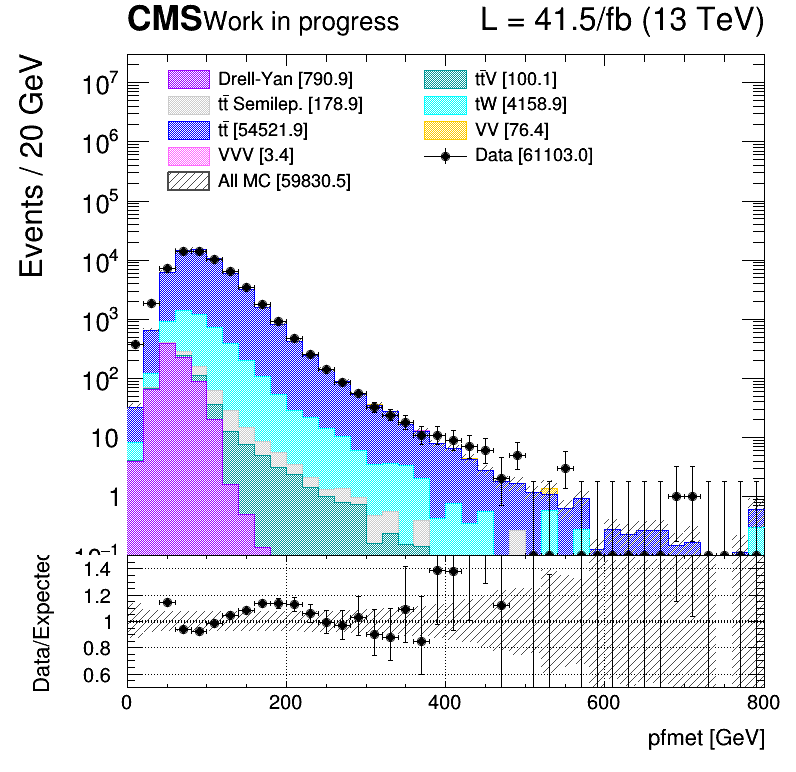 CMS Work in progress L = 41.5/fb (13 TeV)
Events / 20 GeV
Drell-Yan [790.9]
tt̄ Semilep. [178.9]
tt̄ [54521.9]
VVV [3.4]
All MC [59830.5]
tt̄V [100.1]
tW [4158.9]
VV [76.4]
Data [61103.0]
10⁷
10⁶
10⁵
10⁴
10³
10²
10
1
10⁻¹
Data/Expected
1.4
1.2
1
0.8
0.6
0 200 400 600 800
pfmet [GeV]